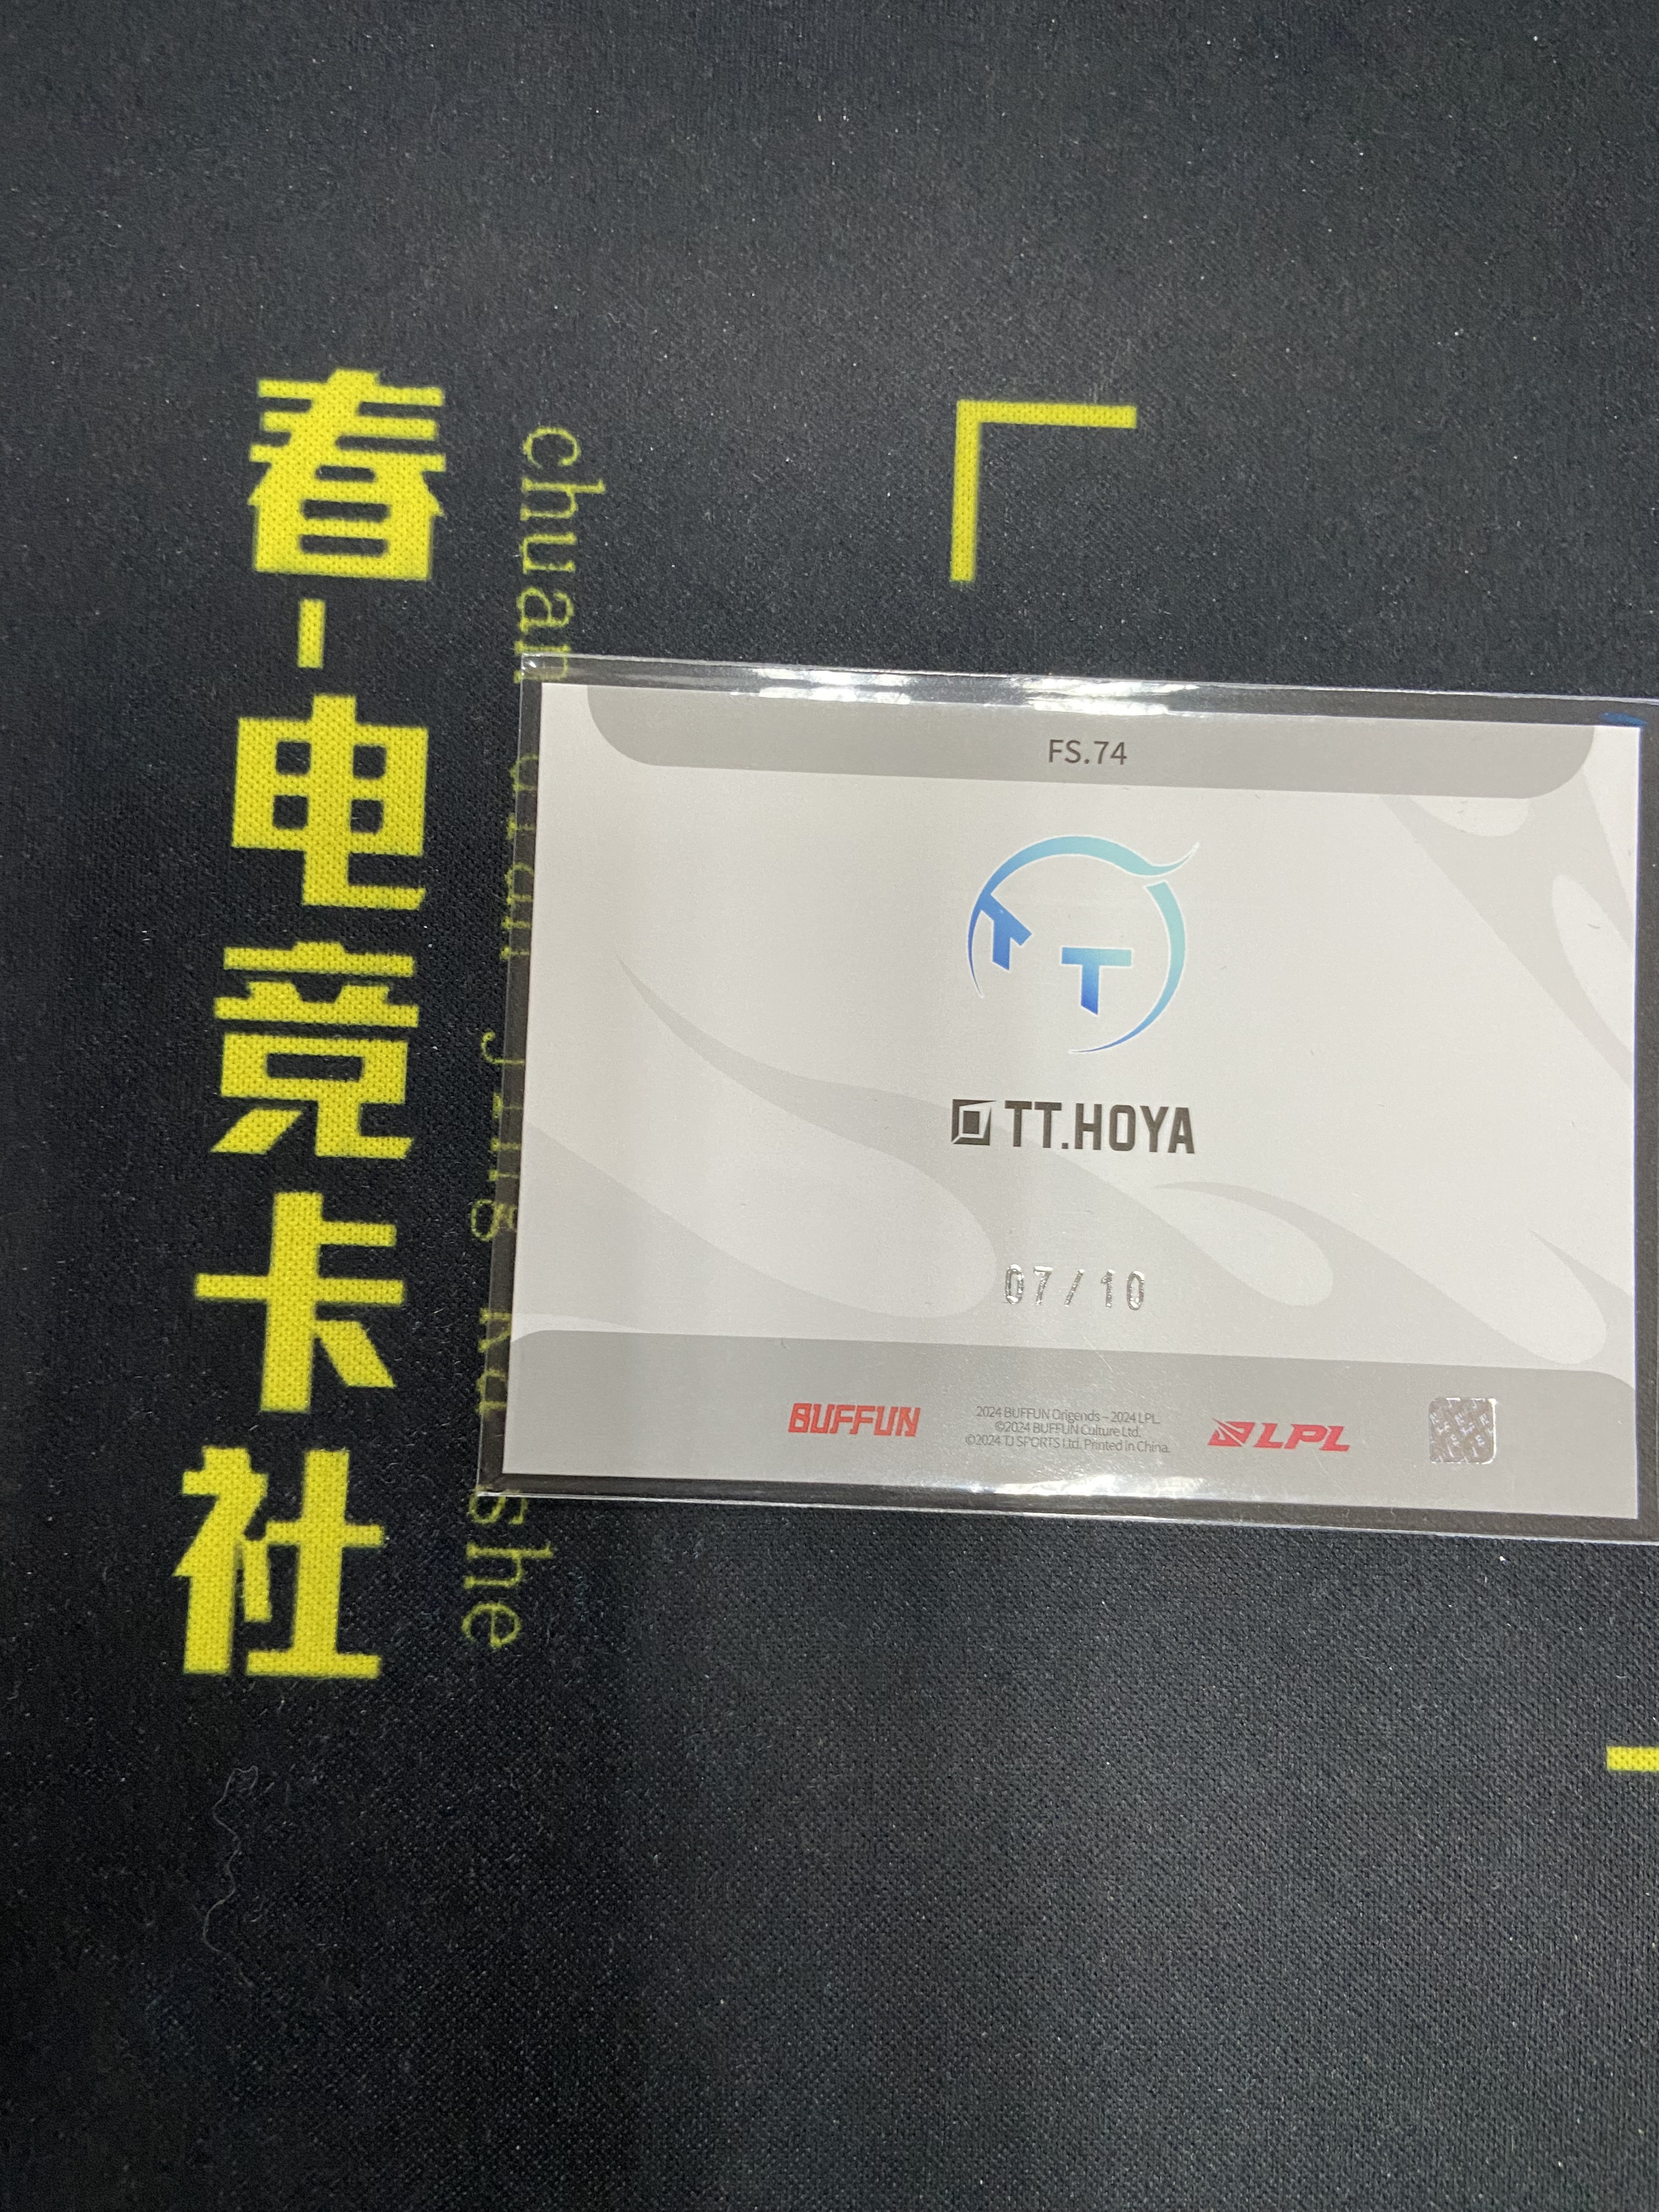 春-电竞卡社
chuan dian jing ka she
FS.74
TT
TT.HOYA
07/10
BUFFUN
2024 BUFFUN Origends - 2024 LPL.
©2024 BUFFUN Culture Ltd.
©2024 TJ SPORTS Ltd. Printed in China.
LPL